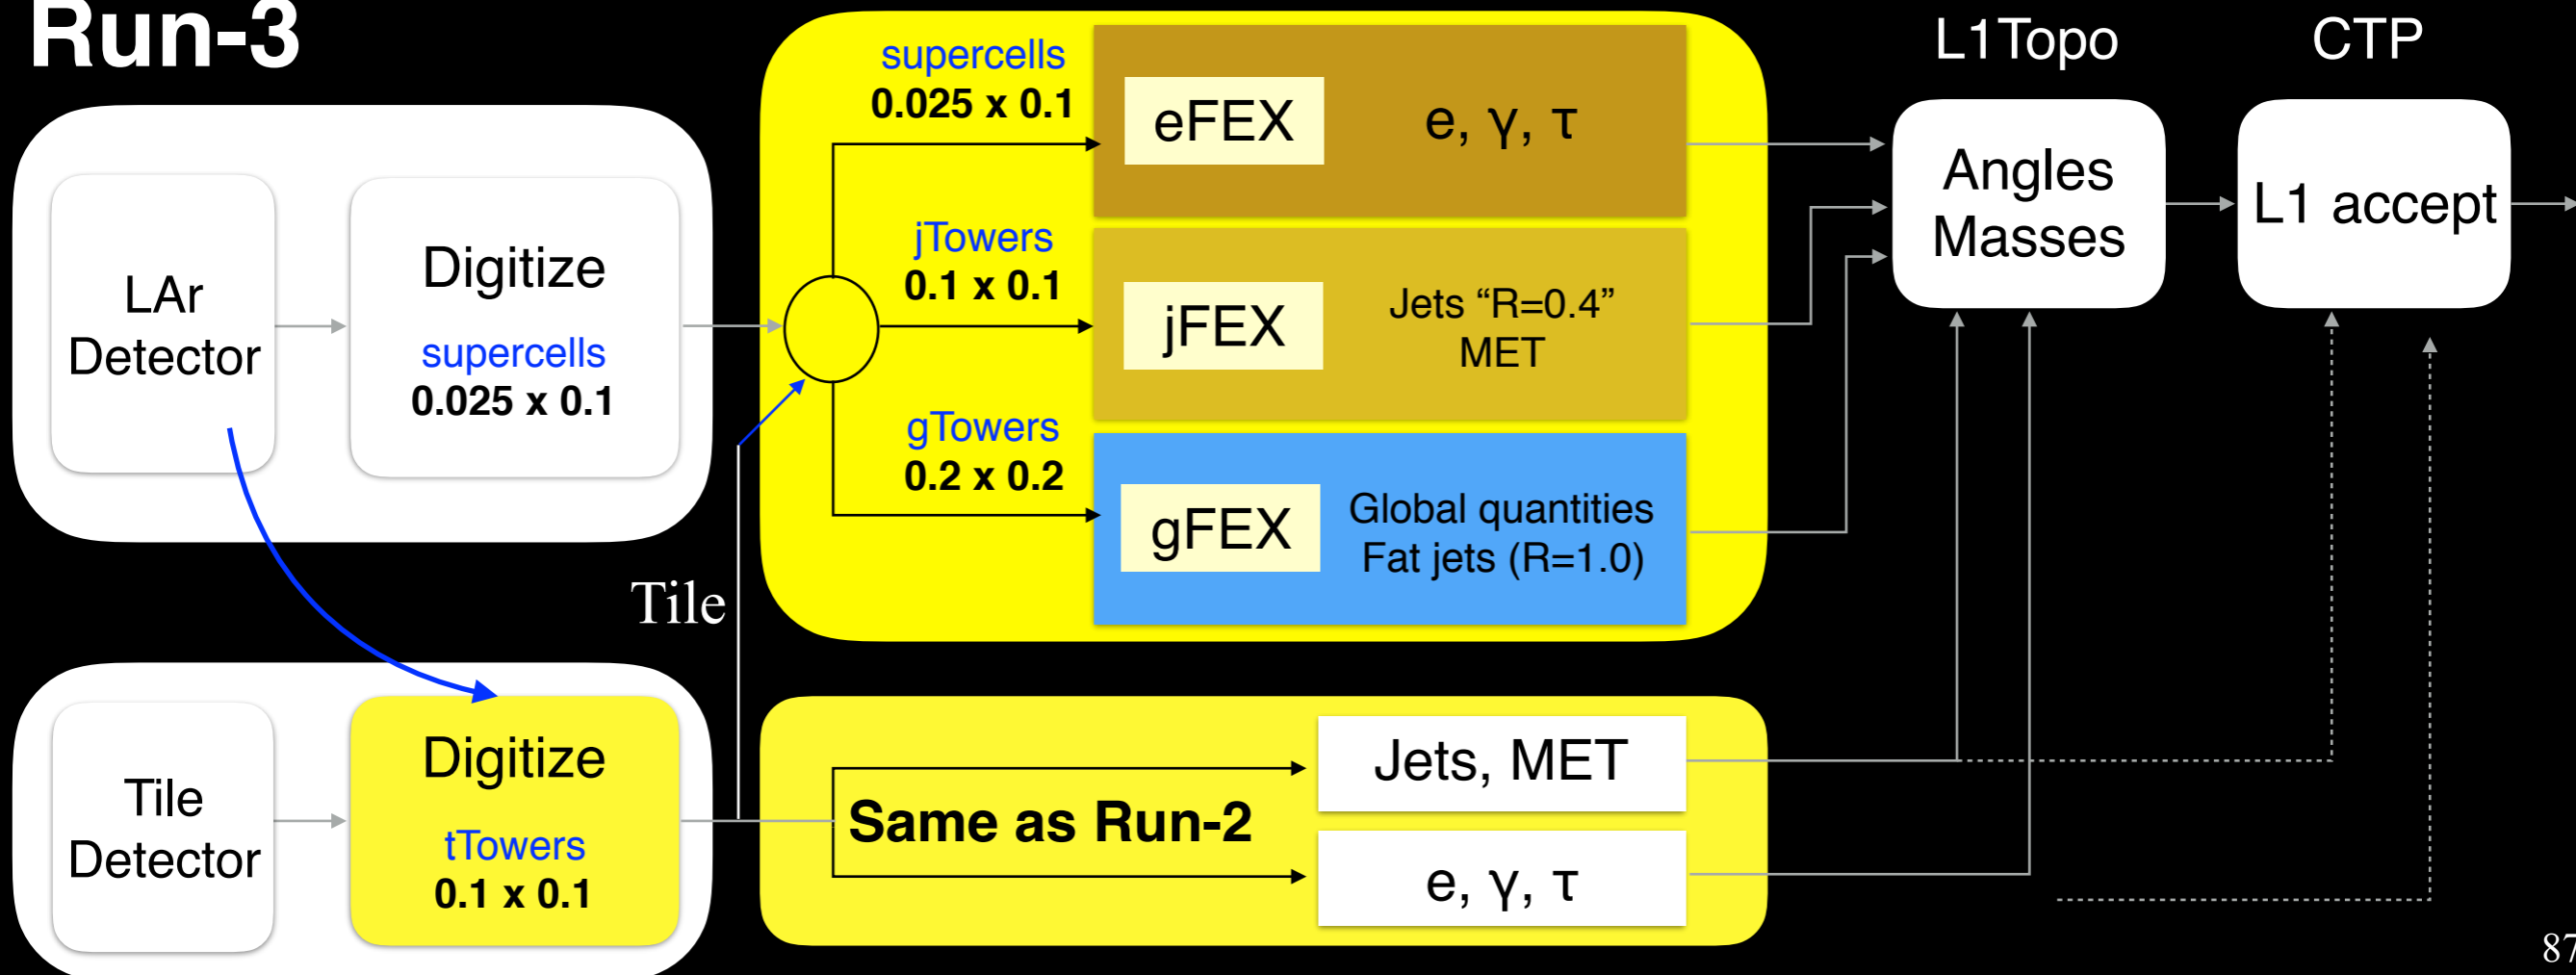 Run-3
LAr
Detector
Digitize
supercells
0.025 x 0.1
supercells
0.025 x 0.1
eFEX
e, γ, τ
jTowers
0.1 x 0.1
jFEX
Jets “R=0.4”
MET
gTowers
0.2 x 0.2
gFEX
Global quantities
Fat jets (R=1.0)
L1Topo
Angles
Masses
CTP
L1 accept
Tile
Tile
Detector
Digitize
tTowers
0.1 x 0.1
Same as Run-2
Jets, MET
e, γ, τ
87